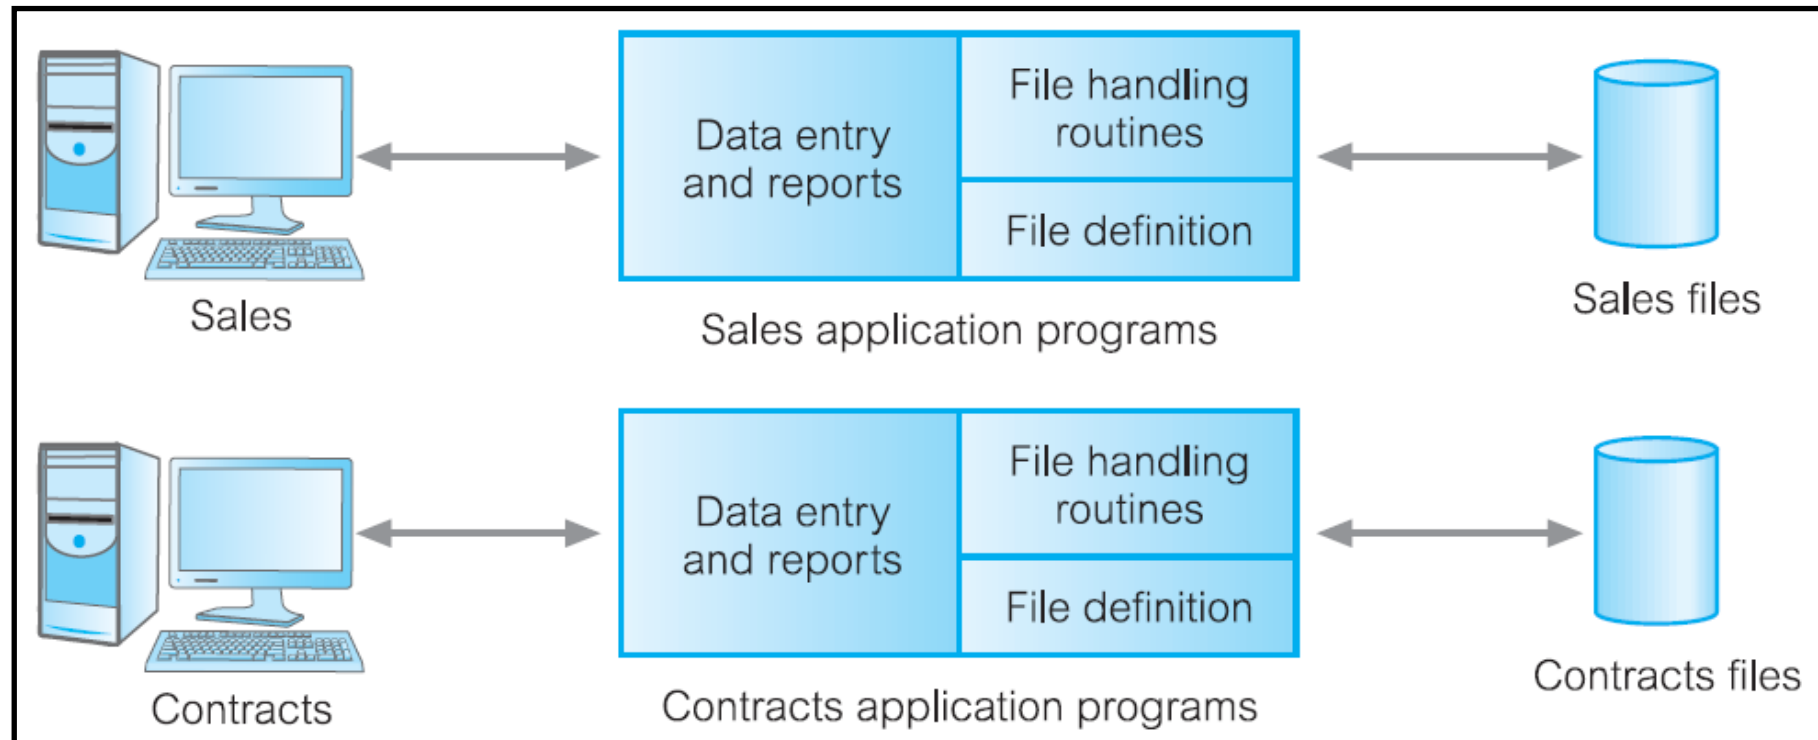 Data entry
and reports
File handling
routines
File definition
Sales
Sales application programs
Sales files
Data entry
and reports
File handling
routines
File definition
Contracts
Contracts application programs
Contracts files